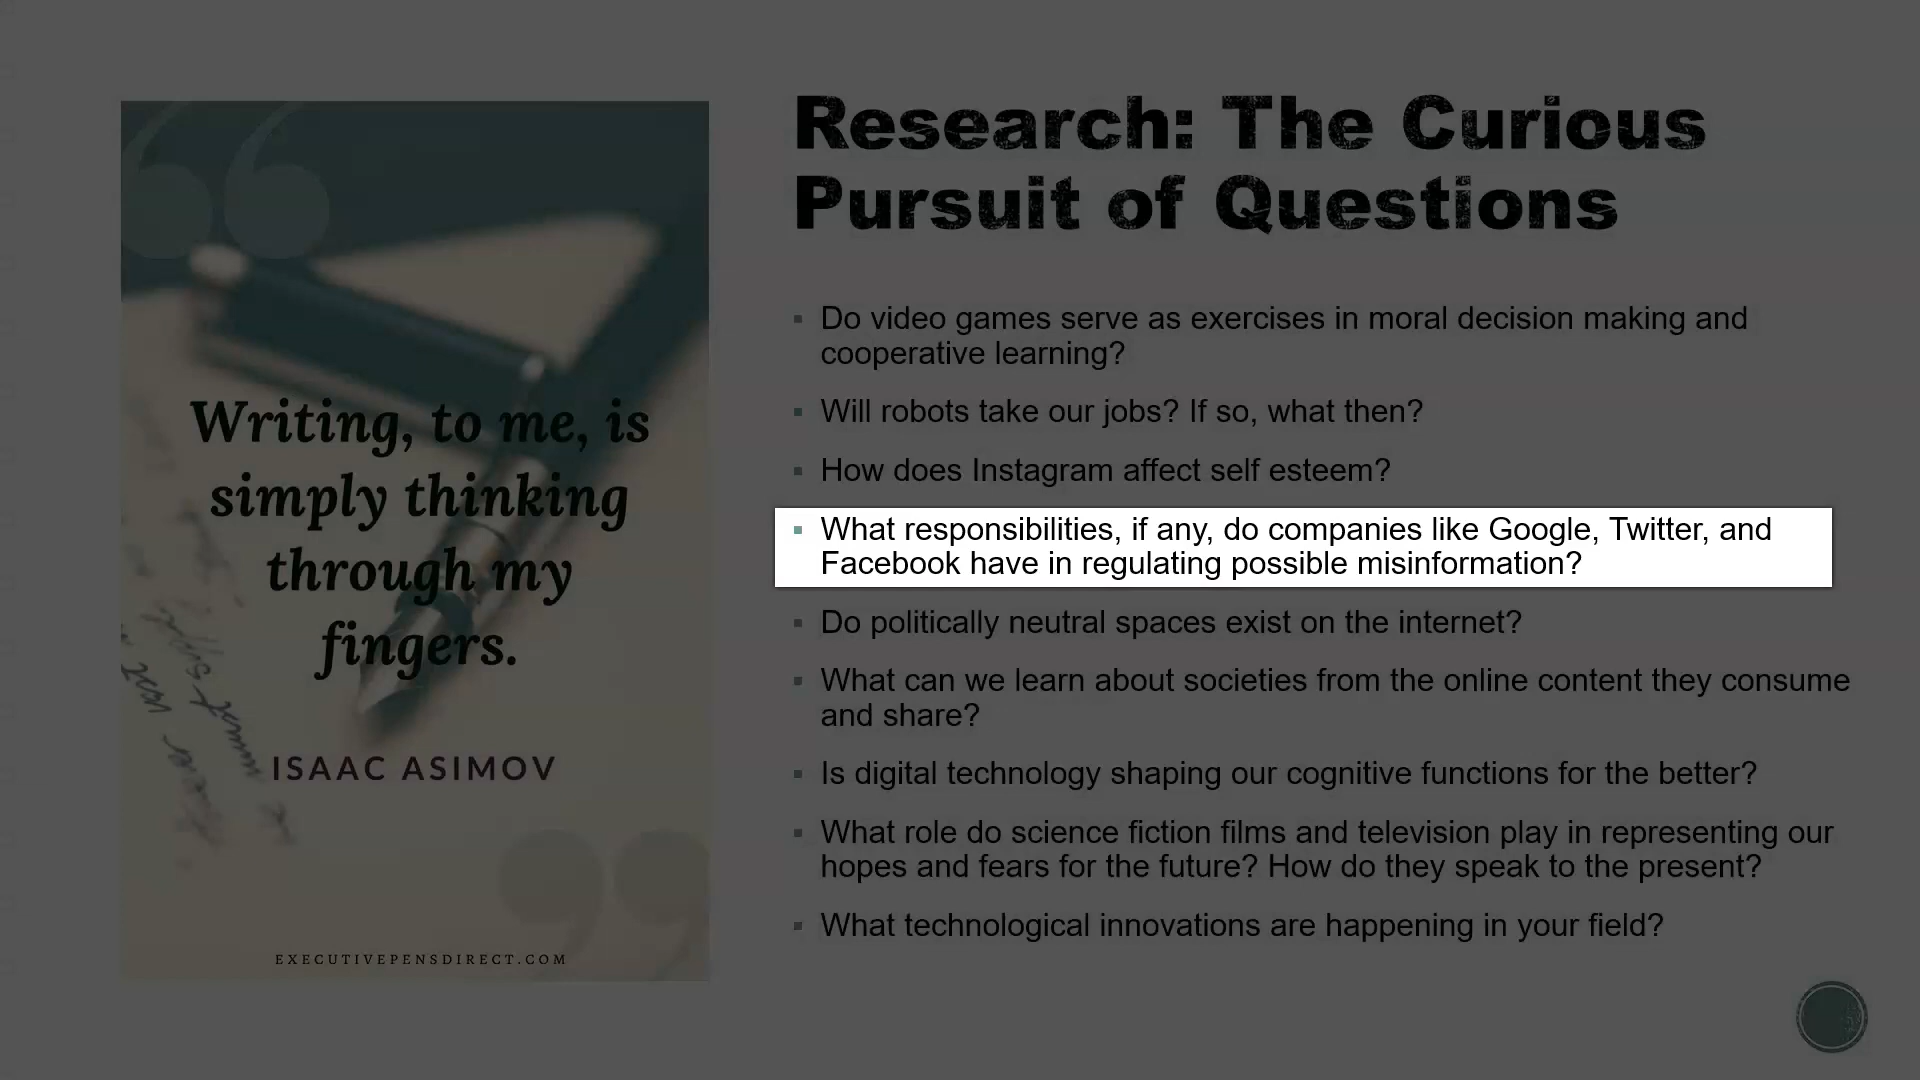 Research: The Curious
Pursuit of Questions
Writing, to me, is
simply thinking
through my
fingers.
ISAAC ASIMOV
EXECUTIVEPENSDIRECT.COM
▪ Do video games serve as exercises in moral decision making and
cooperative learning?
▪ Will robots take our jobs? If so, what then?
▪ How does Instagram affect self esteem?
▪ What responsibilities, if any, do companies like Google, Twitter, and
Facebook have in regulating possible misinformation?
▪ Do politically neutral spaces exist on the internet?
▪ What can we learn about societies from the online content they consume
and share?
▪ Is digital technology shaping our cognitive functions for the better?
▪ What role do science fiction films and television play in representing our
hopes and fears for the future? How do they speak to the present?
▪ What technological innovations are happening in your field?